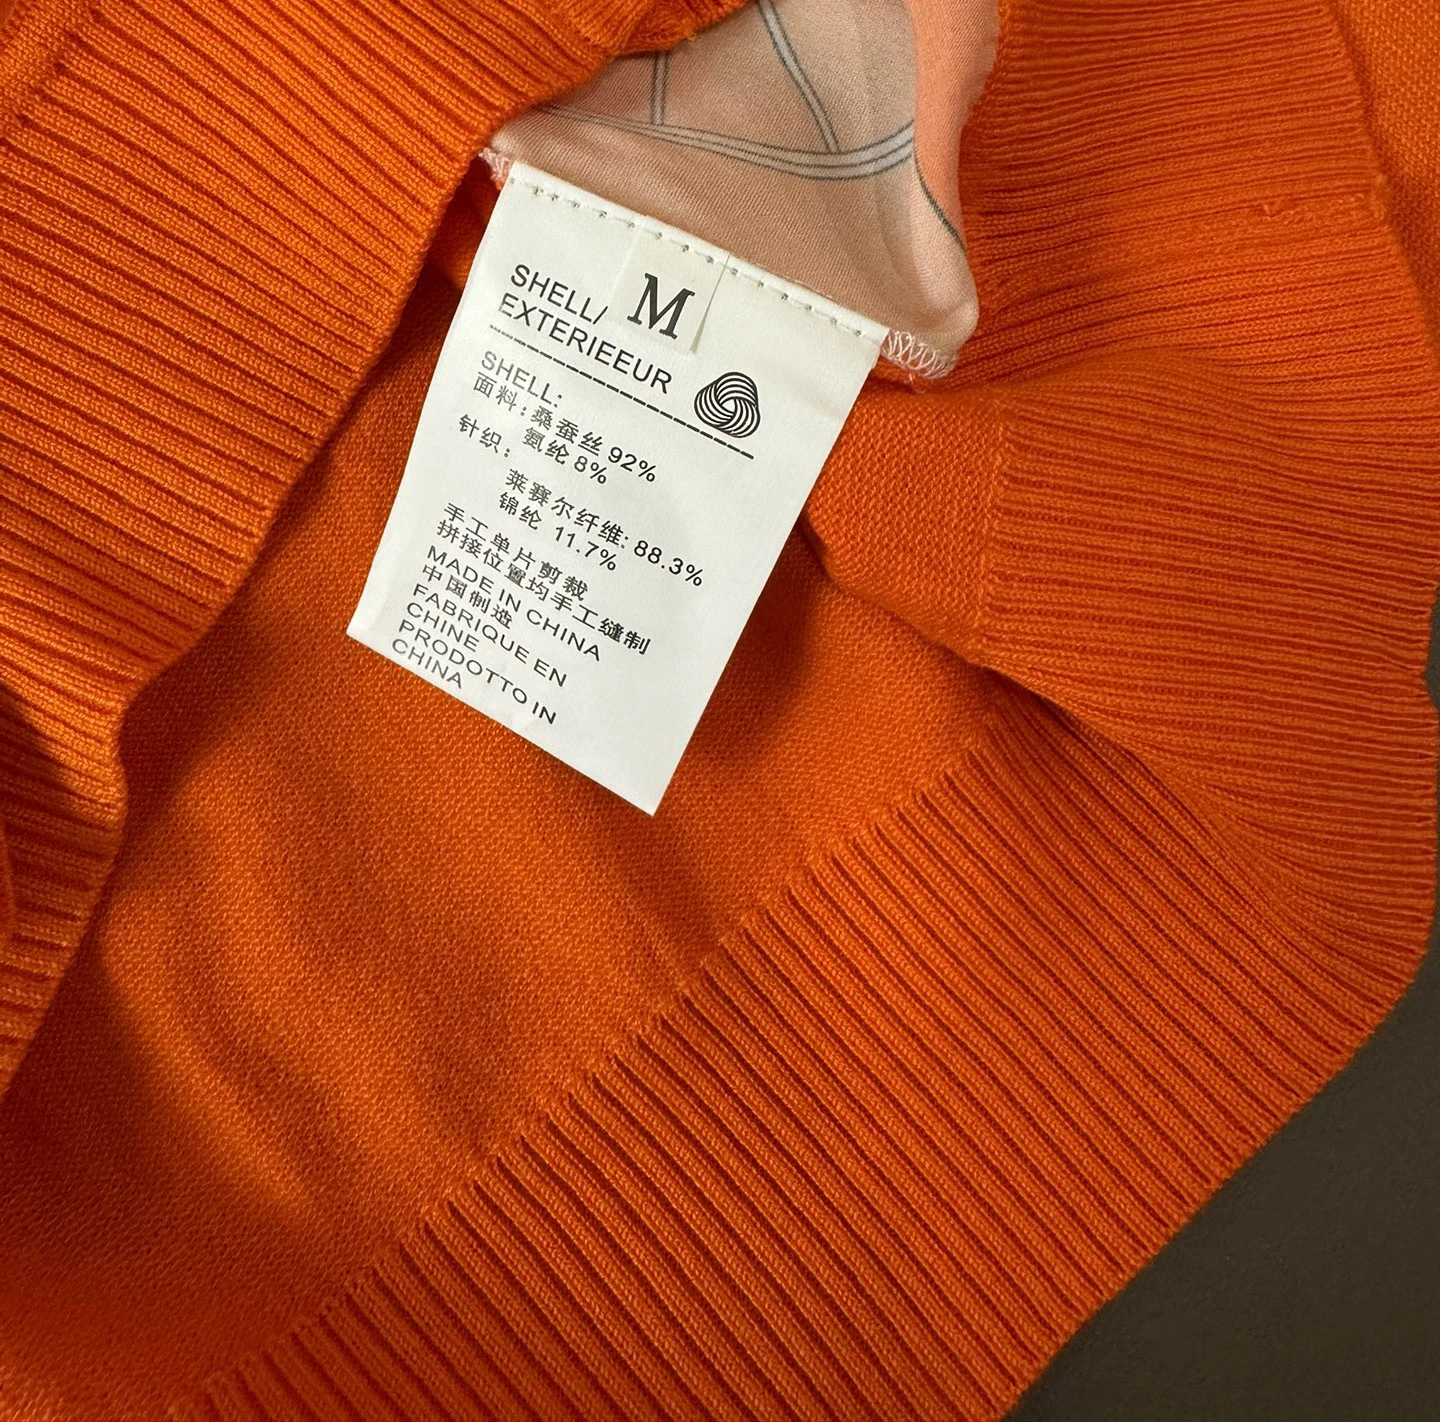 M
SHELL/
EXTERIEEUR
SHELL:
面料: 桑蚕丝 92%
氨纶 8%
针织:
莱赛尔纤维: 88.3%
锦纶 11.7%
手工单片剪裁
拼接位置均手工缝制
MADE IN CHINA
中国制造
FABRIQUE EN
CHINE
PRODOTTO IN
CHINA